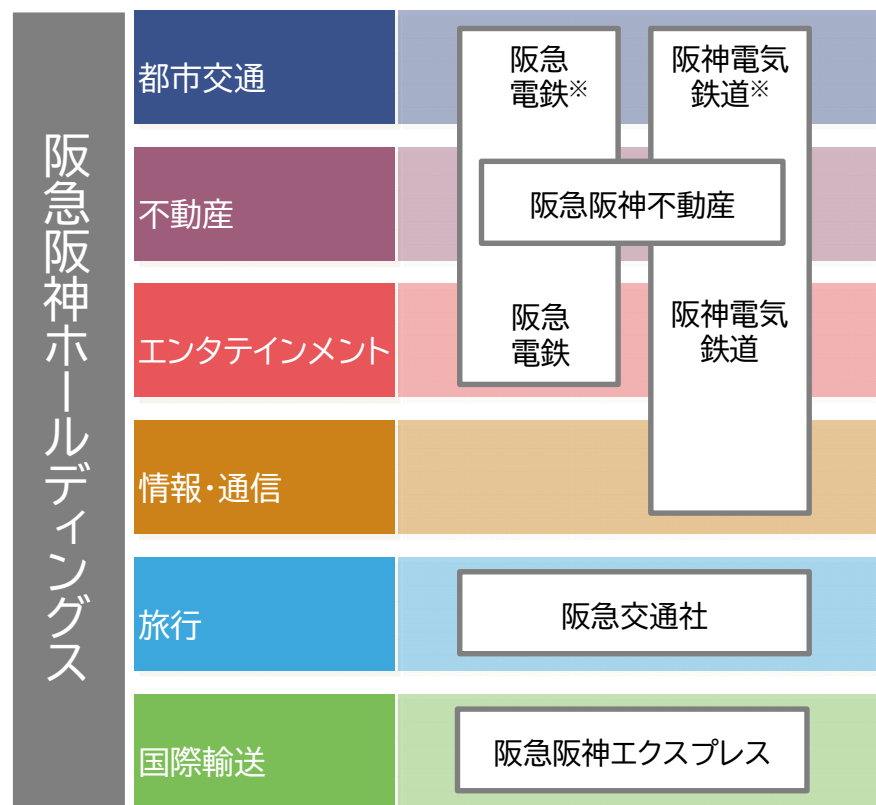 阪急阪神ホールディングス
都市交通
阪急
電鉄※
阪神電気
鉄道※
不動産
阪急阪神不動産
エンタテインメント
阪急
電鉄
阪神電気
鉄道
情報・通信
旅行
阪急交通社
国際輸送
阪急阪神エクスプレス